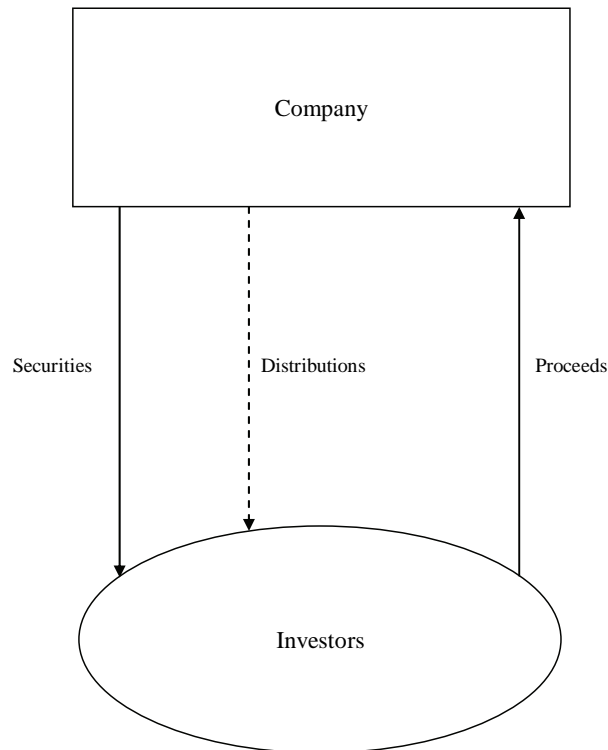 Company
Securities
Distributions
Proceeds
Investors